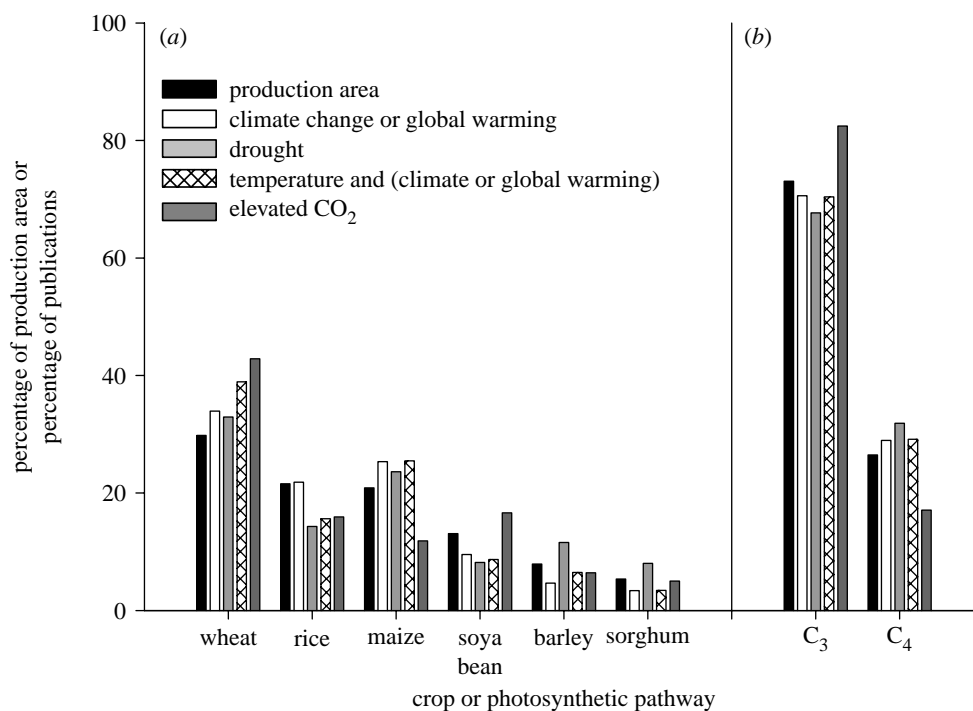 percentage of production area or
percentage of publications
100
80
60
40
20
0
(a)
production area
climate change or global warming
drought
temperature and (climate or global warming)
elevated CO2
(b)
wheat
rice
maize
soya
bean
barley
sorghum
C3
C4
crop or photosynthetic pathway